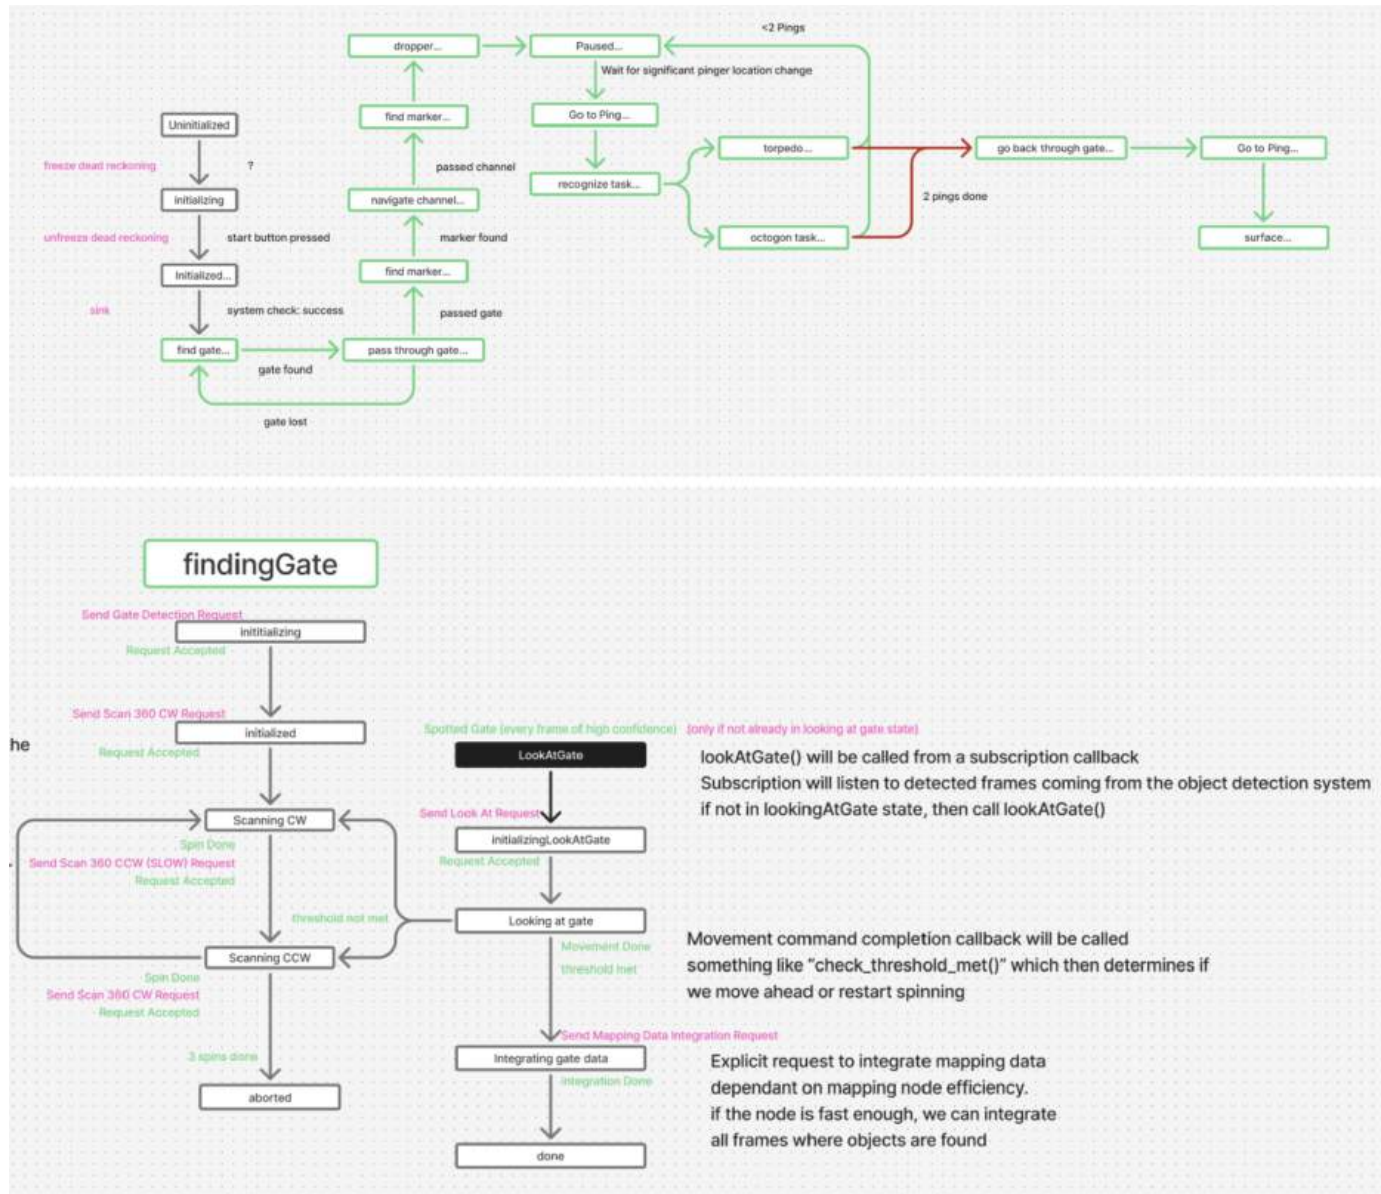 <2 Pings
dropper...
Paused...
Wait for significant pinger location change
find marker...
Go to Ping...
Uninitialized
freeze dead reckoning
?
passed channel
torpedo...
go back through gate...
Go to Ping...
initializing
navigate channel...
recognize task...
2 pings done
unfreeza dead reckoning
start button pressed
marker found
octogon task...
surface...
Initialized...
find marker...
sink
system check: success
passed gate
find gate...
pass through gate...
gate found
gate lost
findingGate
Send Gate Detection Request
inititializing
Request Accepted
Send Scan 360 CW Request
initialized
Request Accepted
he
Spotted Gate (every frame of high confidence)
(only if not already in looking at gate state)
LookAtGate
lookAtGate() will be called from a subscription callback
Subscription will listen to detected frames coming from the object detection system
if not in lookingAtGate state, then call lookAtGate()
Send Look At Request
initializingLookAtGate
Request Accepted
Scanning CW
Spin Done
Send Scan 360 CCW (SLOW) Request
Request Accepted
threshold not met
Looking at gate
Movement Done
threshold met
Movement command completion callback will be called
something like "check_threshold_met()" which then determines if
we move ahead or restart spinning
Scanning CCW
Spin Done
Send Scan 360 CW Request
Request Accepted
3 spins done
aborted
Send Mapping Data Integration Request
Integrating gate data
Integration Done
Explicit request to integrate mapping data
dependant on mapping node efficiency.
if the node is fast enough, we can integrate
all frames where objects are found
done